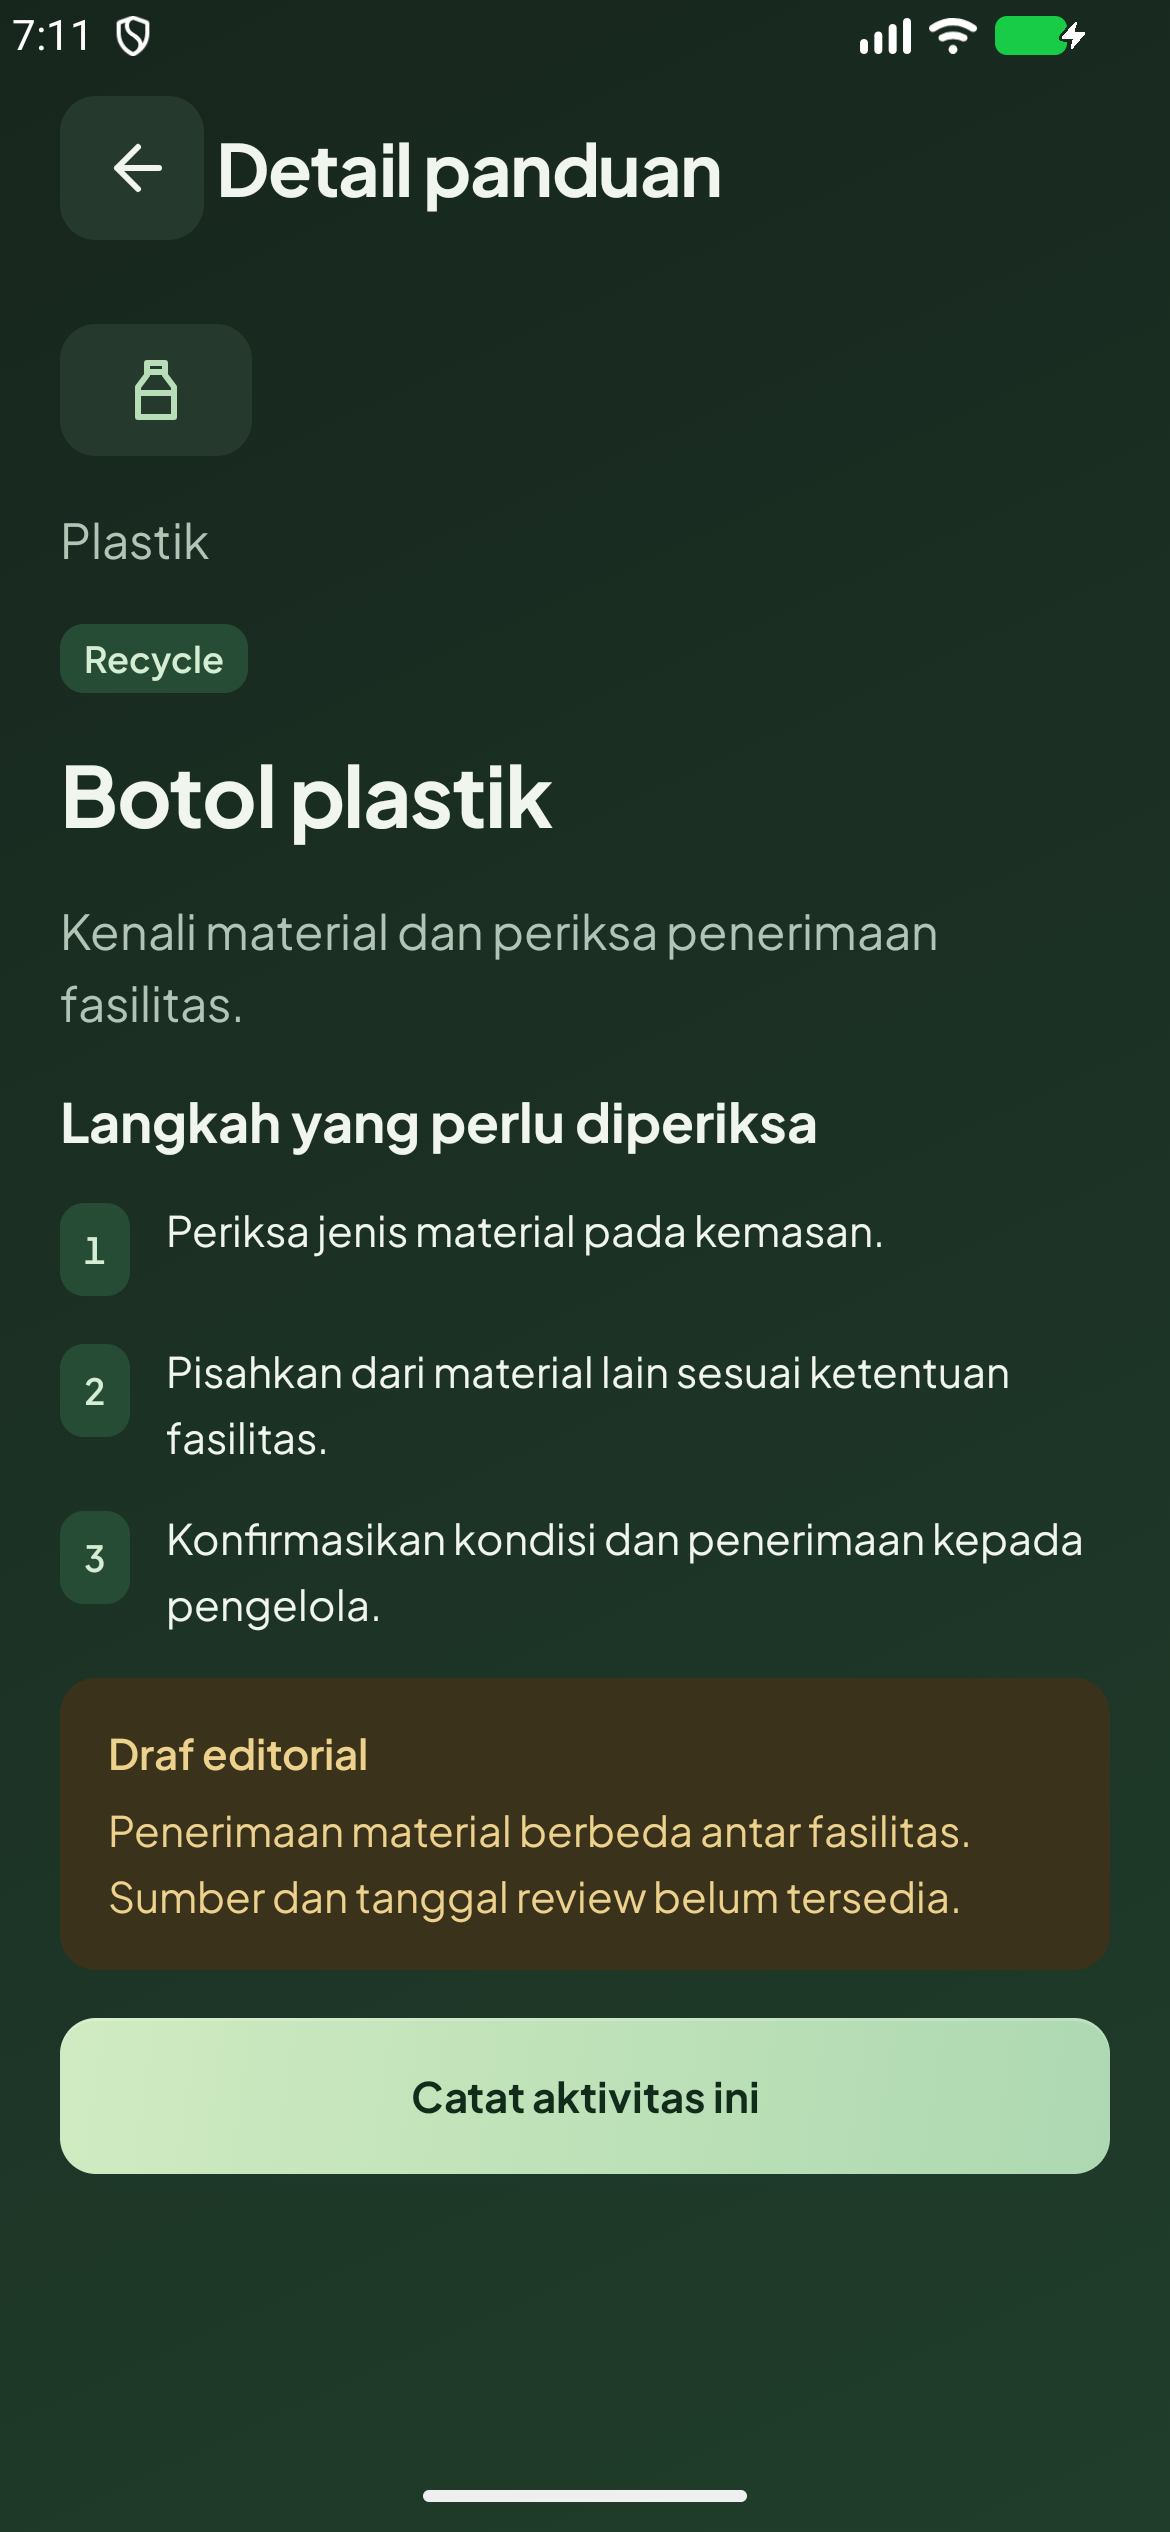 7:11
Detail panduan
Plastik
Recycle
Botol plastik
Kenali material dan periksa penerimaan
fasilitas.
Langkah yang perlu diperiksa
1 Periksa jenis material pada kemasan.
2 Pisahkan dari material lain sesuai ketentuan
fasilitas.
3 Konfirmasikan kondisi dan penerimaan kepada
pengelola.
Draf editorial
Penerimaan material berbeda antar fasilitas.
Sumber dan tanggal review belum tersedia.
Catat aktivitas ini